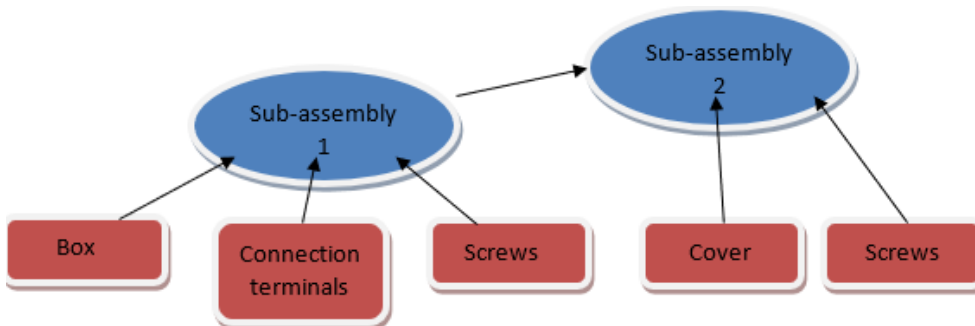 Sub-assembly
1
Sub-assembly
2
Box
Connection
terminals
Screws
Cover
Screws